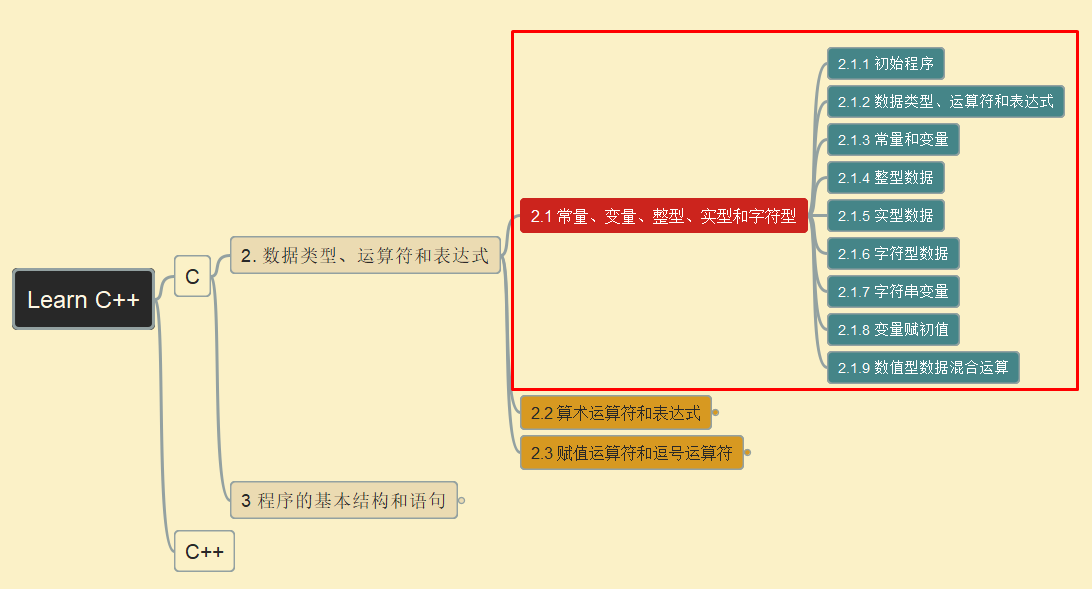 Learn C++
C
2. 数据类型、运算符和表达式
2.1 常量、变量、整型、实型和字符型
2.1.1 初始程序
2.1.2 数据类型、运算符和表达式
2.1.3 常量和变量
2.1.4 整型数据
2.1.5 实型数据
2.1.6 字符型数据
2.1.7 字符串变量
2.1.8 变量赋初值
2.1.9 数值型数据混合运算
2.2 算术运算符和表达式
2.3 赋值运算符和逗号运算符
3 程序的基本结构和语句
C++